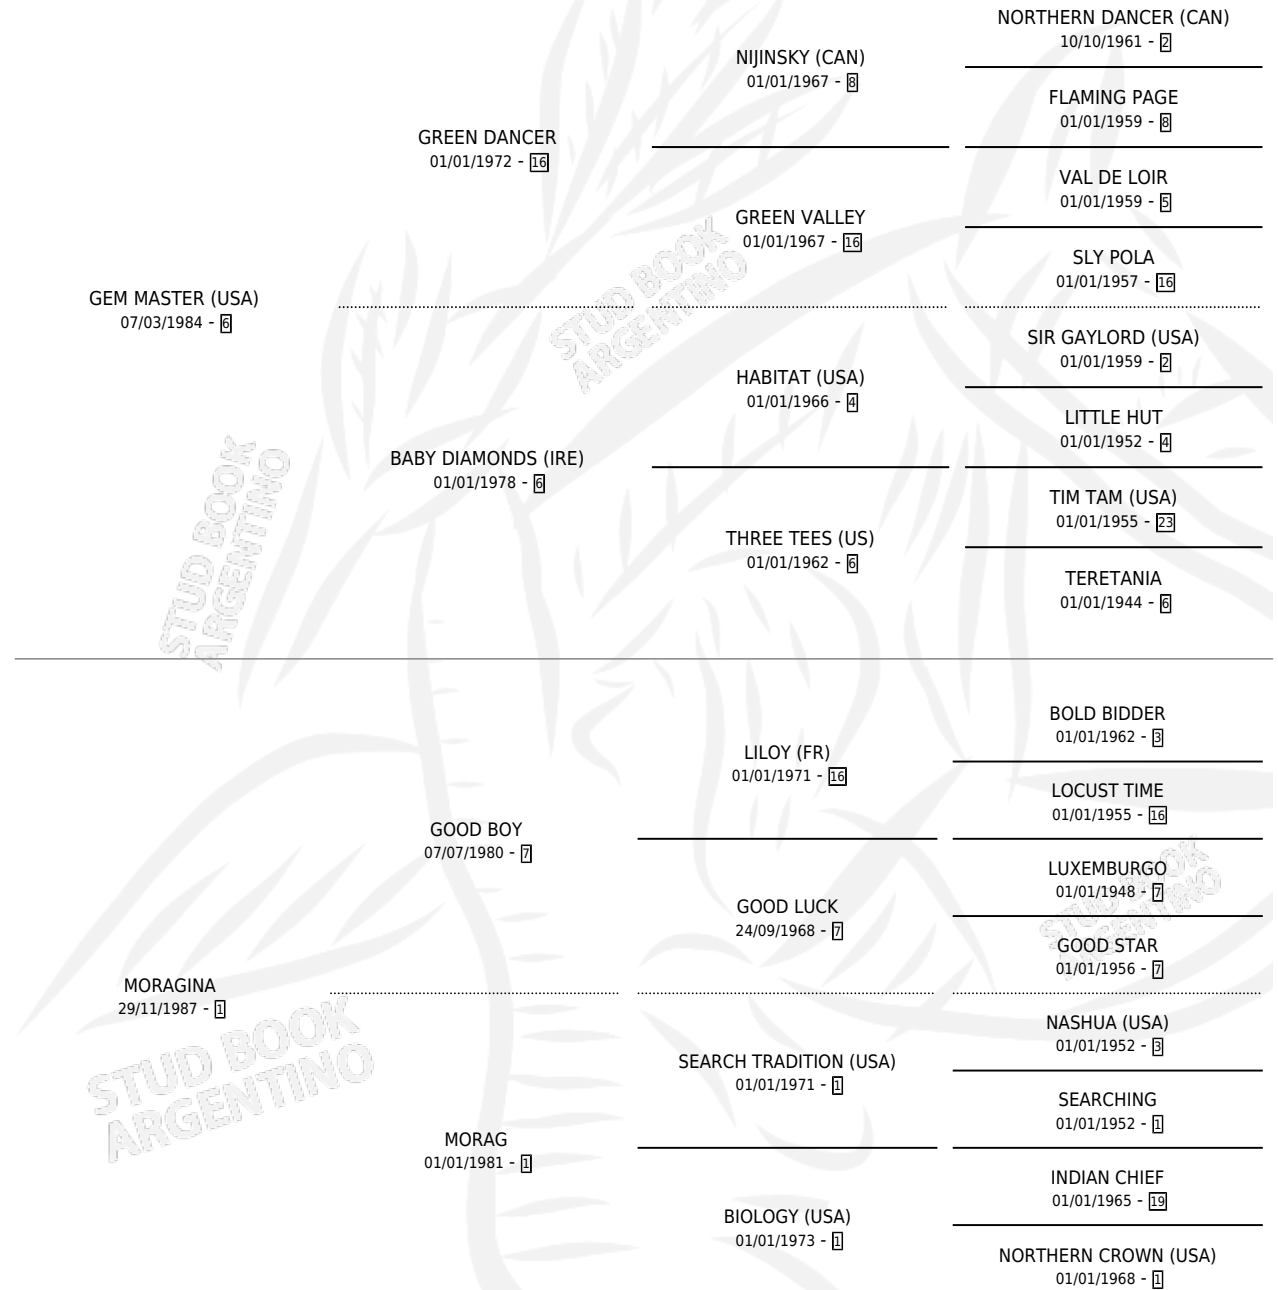 NORTHERN DANCER (CAN)
10/10/1961 - 2
NIJINSKY (CAN)
01/01/1967 - 8
FLAMING PAGE
01/01/1959 - 8
GREEN DANCER
01/01/1972 - 16
VAL DE LOIR
01/01/1959 - 5
GREEN VALLEY
01/01/1967 - 16
SLY POLA
01/01/1957 - 16
GEM MASTER (USA)
07/03/1984 - 6
STUD BOOK
ARGENTINO
SIR GAYLORD (USA)
01/01/1959 - 2
HABITAT (USA)
01/01/1966 - 4
LITTLE HUT
01/01/1952 - 4
BABY DIAMONDS (IRE)
01/01/1978 - 6
TIM TAM (USA)
01/01/1955 - 23
THREE TEES (US)
01/01/1962 - 6
TERETANIA
01/01/1944 - 6
STUD BOOK
ARGENTINO
BOLD BIDDER
01/01/1962 - 3
LILOY (FR)
01/01/1971 - 16
LOCUST TIME
01/01/1955 - 16
GOOD BOY
07/07/1980 - 7
LUXEMBURGO
01/01/1948 - 7
STUD BOOK
ARGENTINO
GOOD LUCK
24/09/1968 - 7
GOOD STAR
01/01/1956 - 7
MORAGINA
29/11/1987 - 1
STUD BOOK
ARGENTINO
NASHUA (USA)
01/01/1952 - 3
SEARCH TRADITION (USA)
01/01/1971 - 1
SEARCHING
01/01/1952 - 1
MORAG
01/01/1981 - 1
INDIAN CHIEF
01/01/1965 - 19
BIOLOGY (USA)
01/01/1973 - 1
NORTHERN CROWN (USA)
01/01/1968 - 1